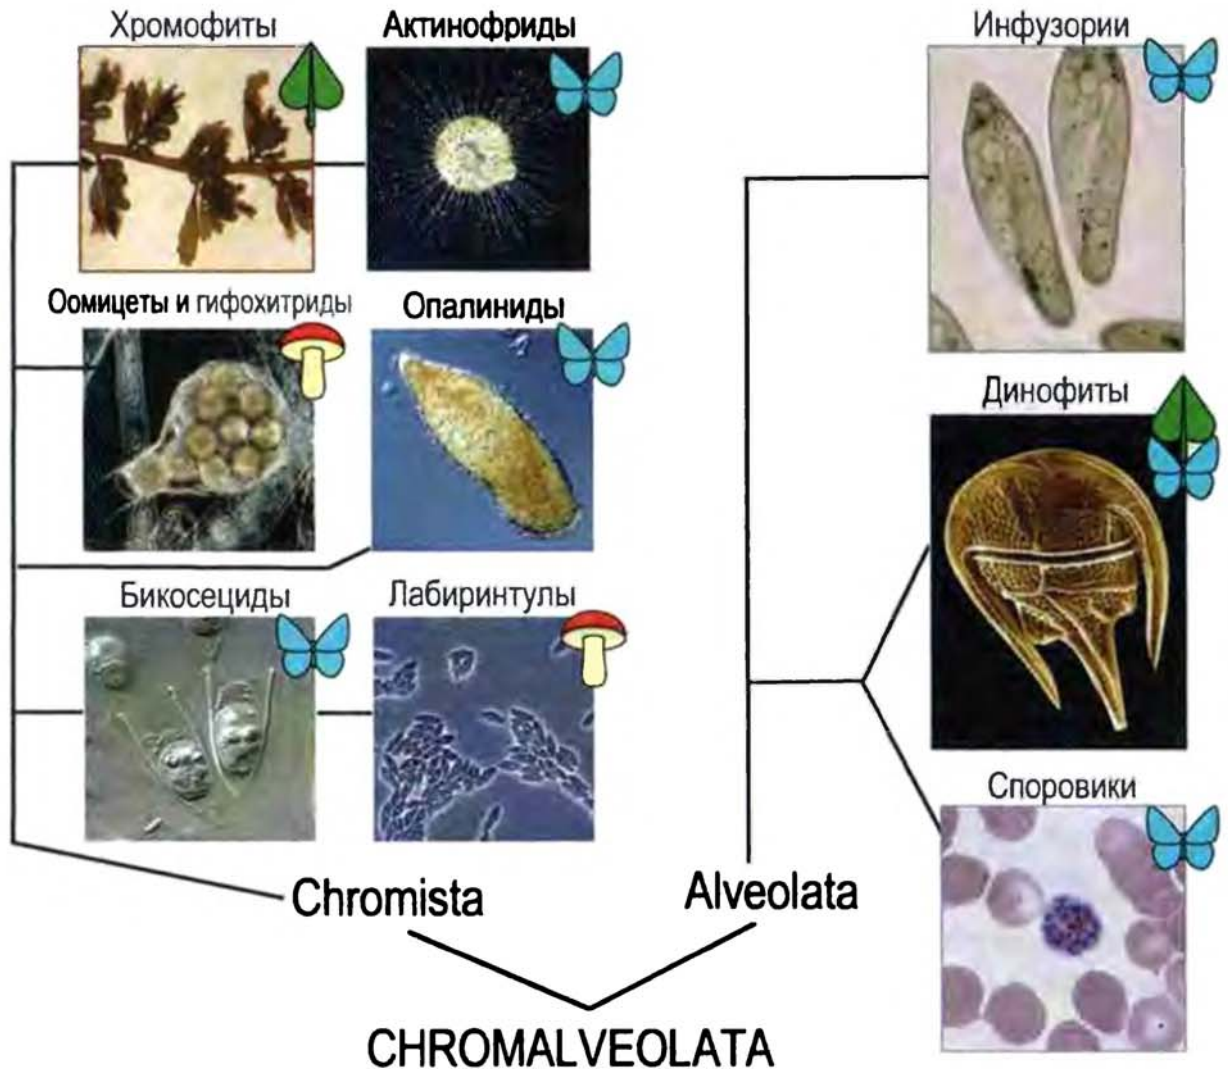 Хромофиты
Актинофриды
Инфузории
Оомицеты и гифохитриды
Опалиниды
Динофиты
Бикосециды
Лабиринтулы
Споровики
Chromista
Alveolata
CHROMALVEOLATA